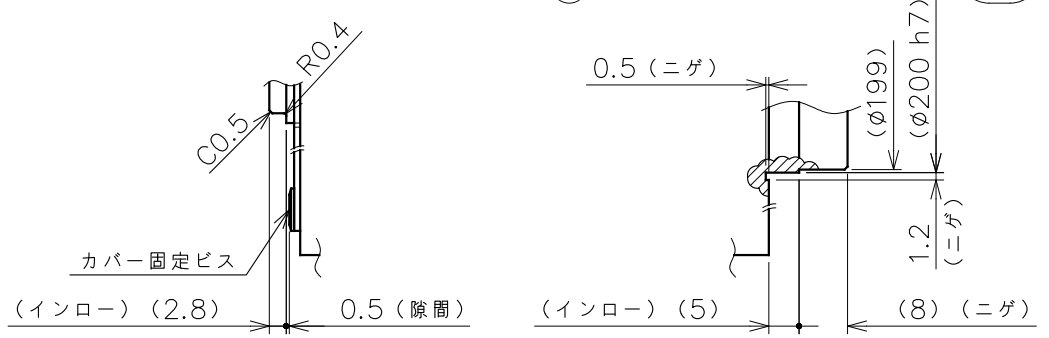 R0.4
C0.5
カバー固定ビス
(インロー) (2.8)
0.5 (隙間)
0.5 (ニゲ)
(φ199)
(φ200 h7)
1.2
(ニゲ)
(インロー) (5)
(8) (ニゲ)